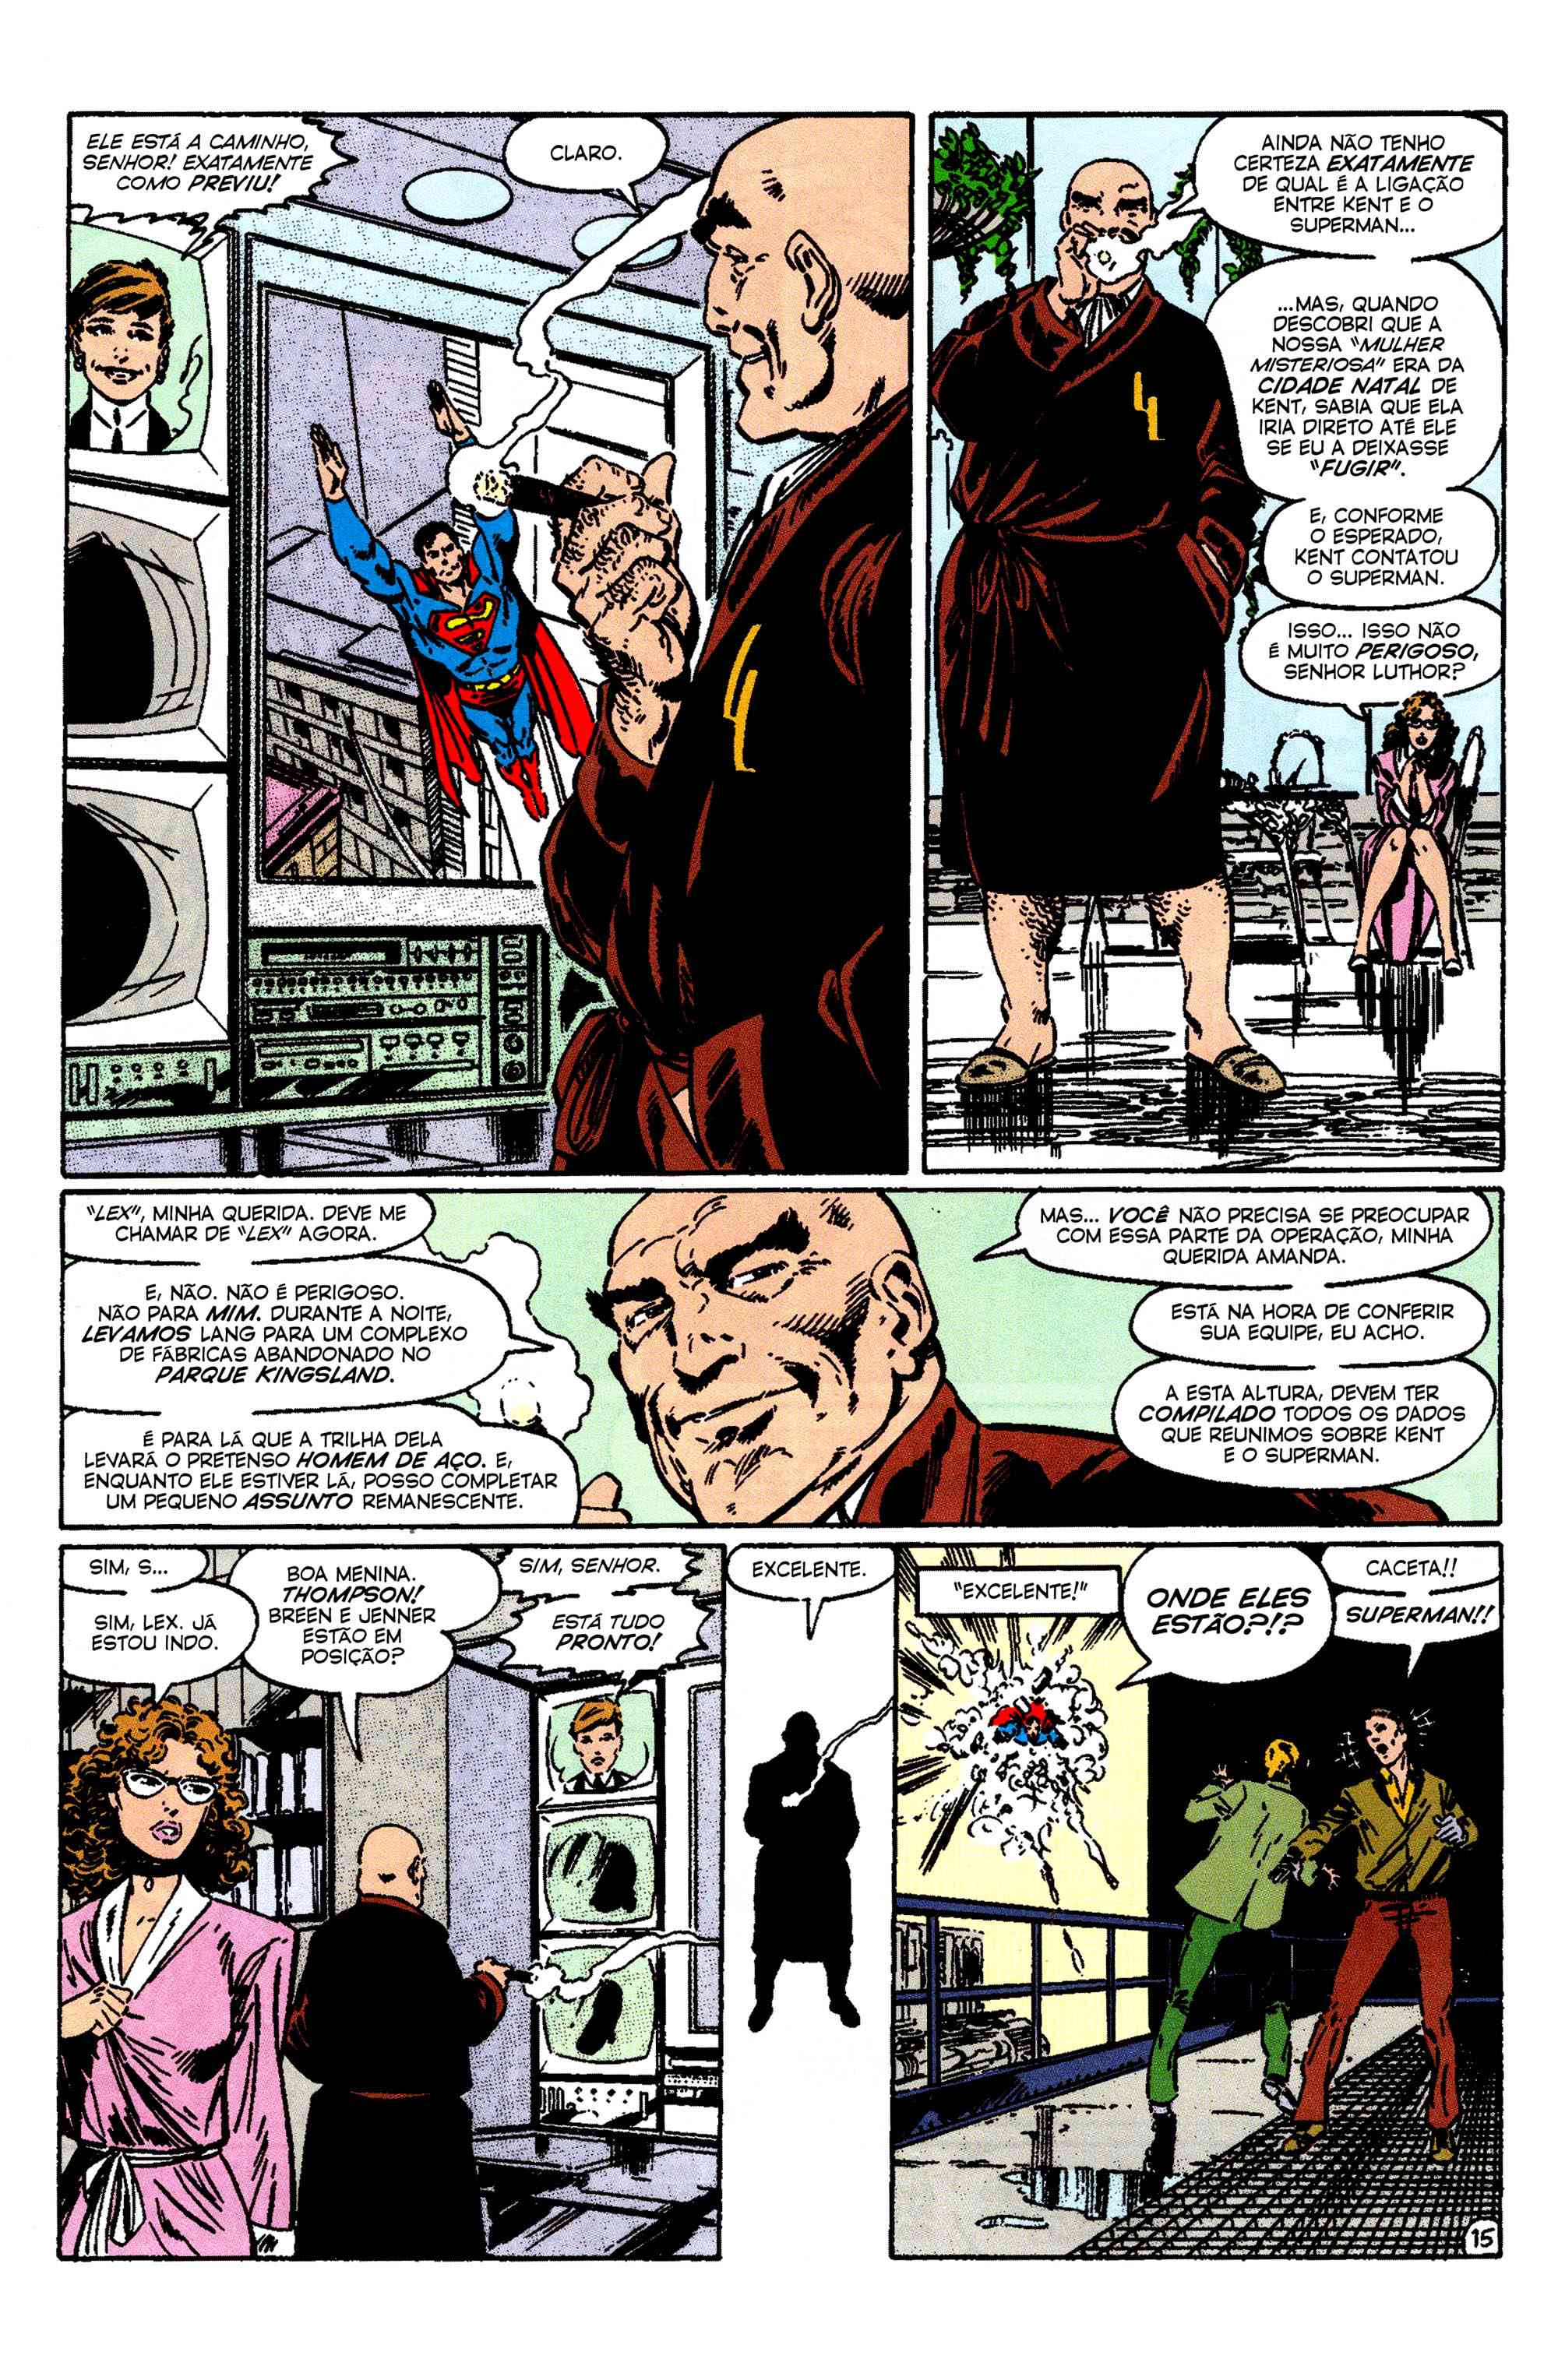 ELE ESTÁ A CAMINHO,
SENHOR! EXATAMENTE
COMO PREVIU!
CLARO.
AINDA NÃO TENHO
CERTEZA EXATAMENTE
DE QUAL É A LIGAÇÃO
ENTRE KENT E O
SUPERMAN...
...MAS, QUANDO
DESCOBRI QUE A
NOSSA "MULHER
MISTERIOSA" ERA DA
CIDADE NATAL DE
KENT, SABIA QUE ELA
IRIA DIRETO ATÉ ELE
SE EU A DEIXASSE
"FUGIR".
E, CONFORME
O ESPERADO,
KENT CONTATOU
O SUPERMAN.
ISSO... ISSO NÃO
É MUITO PERIGOSO,
SENHOR LUTHOR?
"LEX", MINHA QUERIDA. DEVE ME
CHAMAR DE "LEX" AGORA.
E, NÃO. NÃO É PERIGOSO.
NÃO PARA MIM. DURANTE A NOITE,
LEVAMOS LANG PARA UM COMPLEXO
DE FÁBRICAS ABANDONADO NO
PARQUE KINGSLAND.
É PARA LÁ QUE A TRILHA DELA
LEVARÁ O PRETENSO HOMEM DE AÇO. E,
ENQUANTO ELE ESTIVER LÁ, POSSO COMPLETAR
UM PEQUENO ASSUNTO REMANESCENTE.
MAS... VOCÊ NÃO PRECISA SE PREOCUPAR
COM ESSA PARTE DA OPERAÇÃO, MINHA
QUERIDA AMANDA.
ESTÁ NA HORA DE CONFERIR
SUA EQUIPE, EU ACHO.
A ESTA ALTURA, DEVEM TER
COMPILADO TODOS OS DADOS
QUE REUNIMOS SOBRE KENT
E O SUPERMAN.
SIM, S...
SIM, LEX. JÁ
ESTOU INDO.
BOA MENINA.
THOMPSON!
BREEN E JENNER
ESTÃO EM
POSIÇÃO?
SIM, SENHOR.
ESTÁ TUDO
PRONTO!
EXCELENTE.
"EXCELENTE!"
ONDE ELES
ESTÃO?!?
CACETA!!
SUPERMAN!!
15